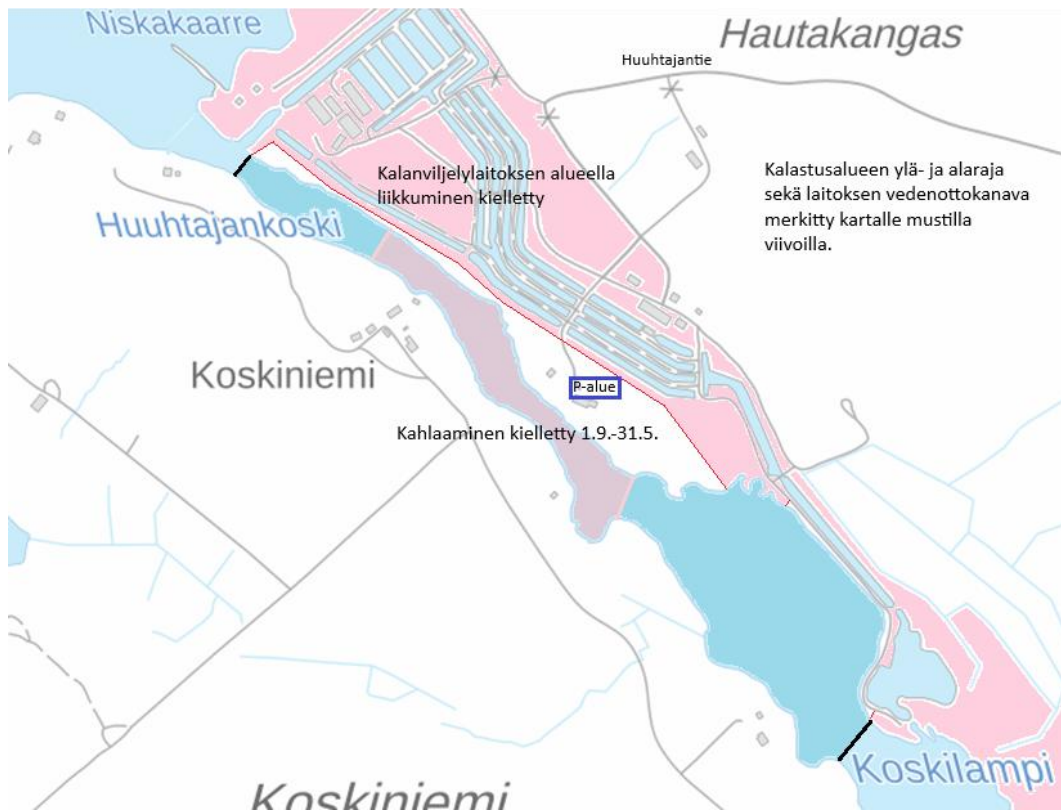 Niskakaarre
Hautakangas
Huuhtajantie
Kalanviljelylaitoksen alueella
liikkuminen kielletty
Kalastusalueen ylä- ja alaraja
sekä laitoksen vedenottokanava
merkitty kartalle mustilla
viivoilla.
Huuhtajankoski
Koskiniemi
P-alue
Kahlaaminen kielletty 1.9.-31.5.
Koskilampi
Koskiniemi